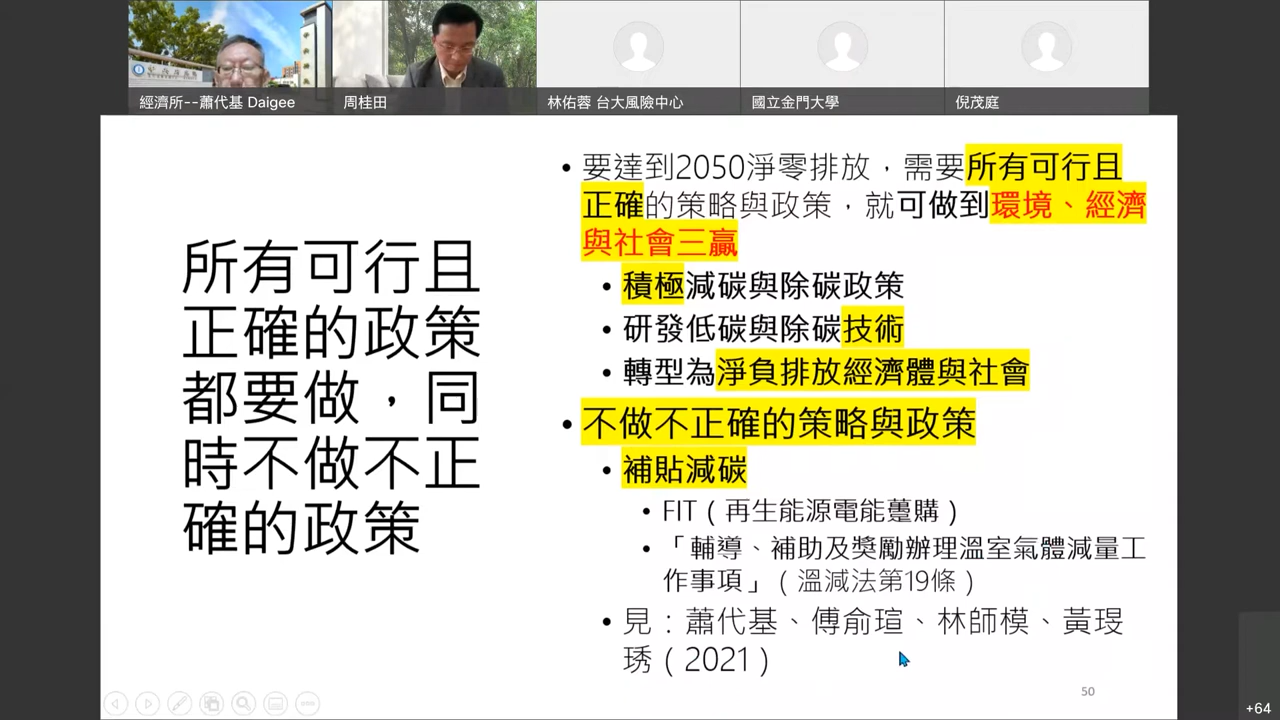 經濟所--蕭代基 Daigee
周桂田
林佑蓉 台大風險中心
國立金門大學
倪茂庭
所有可行且
正確的政策
都要做，同
時不做不正
確的政策
• 要達到2050淨零排放，需要所有可行且
正確的策略與政策，就可做到環境、經濟
與社會三贏
• 積極減碳與除碳政策
• 研發低碳與除碳技術
• 轉型為淨負排放經濟體與社會
• 不做不正確的策略與政策
• 補貼減碳
• FIT（再生能源電能躉購）
• 「輔導、補助及獎勵辦理溫室氣體減量工
作事項」（溫減法第19條）
• 見：蕭代基、傅俞瑄、林師模、黃琝
琇（2021）
50
+64